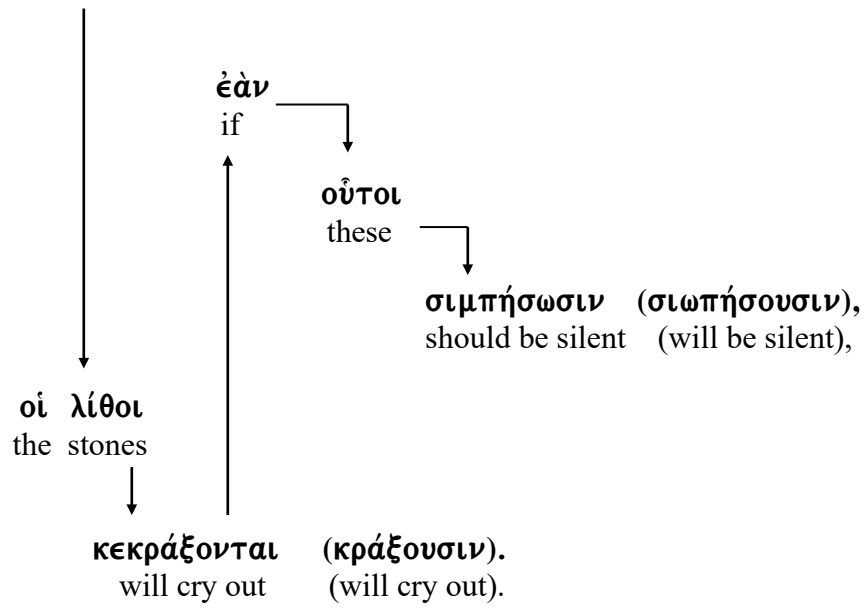 ἐὰν
if
οὗτοι
these
σιμπήσωσιν (σιωπήσουσιν),
should be silent (will be silent),
οἱ λίθοι
the stones
κεκράξονται (κράξουσιν).
will cry out (will cry out).